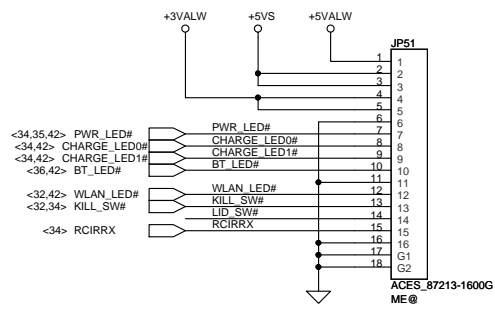 +3VALW +5VS +5VALW
JP51
1 1
2 2
3 3
4 4
5 5
6 6
<34,35,42> PWR_LED# PWR_LED# 7 7
<34,42> CHARGE_LED0# CHARGE_LED0# 8 8
<34,42> CHARGE_LED1# CHARGE_LED1# 9 9
<36,42> BT_LED# BT_LED# 10 10
11 11
<32,42> WLAN_LED# WLAN_LED# 12 12
<32,34> KILL_SW# KILL_SW# 13 13
LID_SW# 14 14
<34> RCIRRX RCIRRX 15 15
16 16
17 G1
18 G2
ACES_87213-1600G
ME@